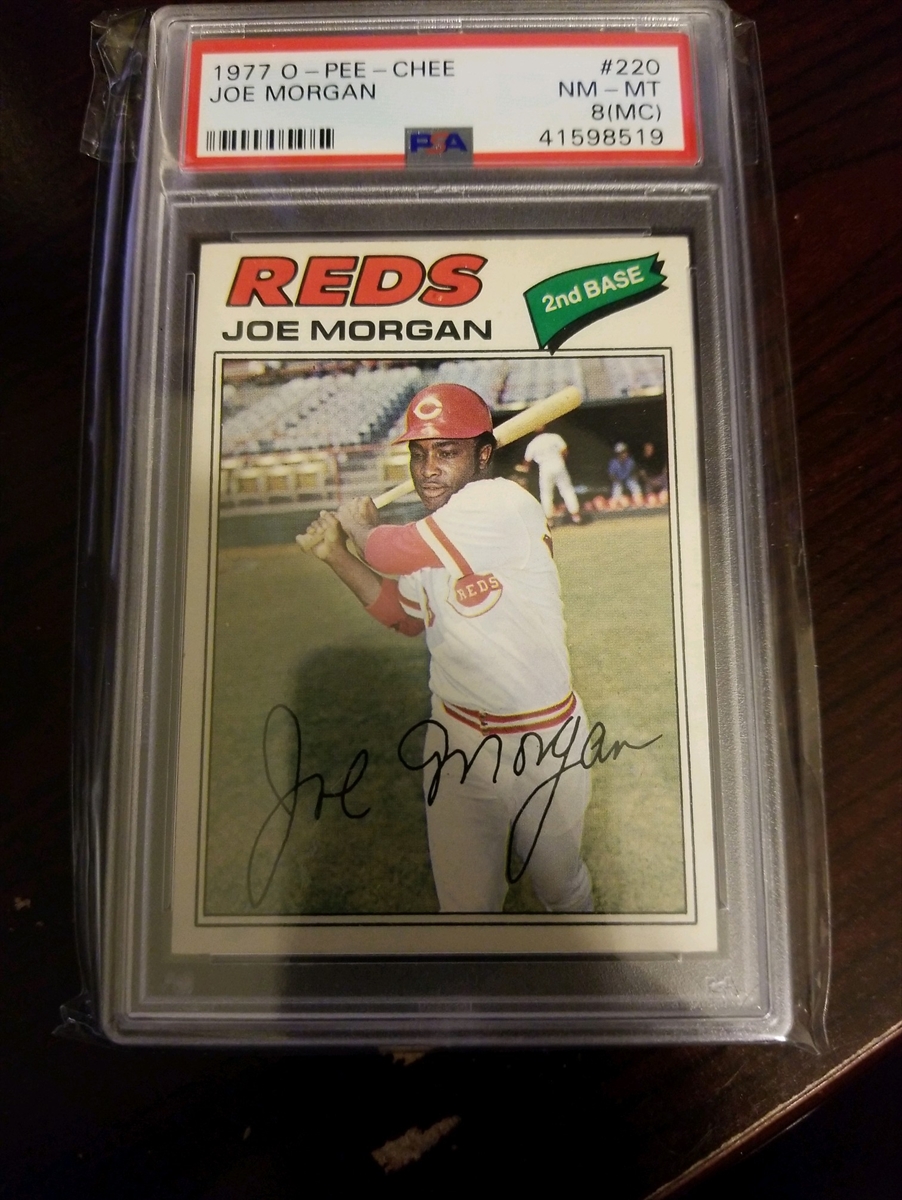 1977 O-PEE-CHEE #220
JOE MORGAN NM-MT
8(MC)
PSA 41598519
REDS
JOE MORGAN
2nd BASE
C
REDS
Joe Morgan